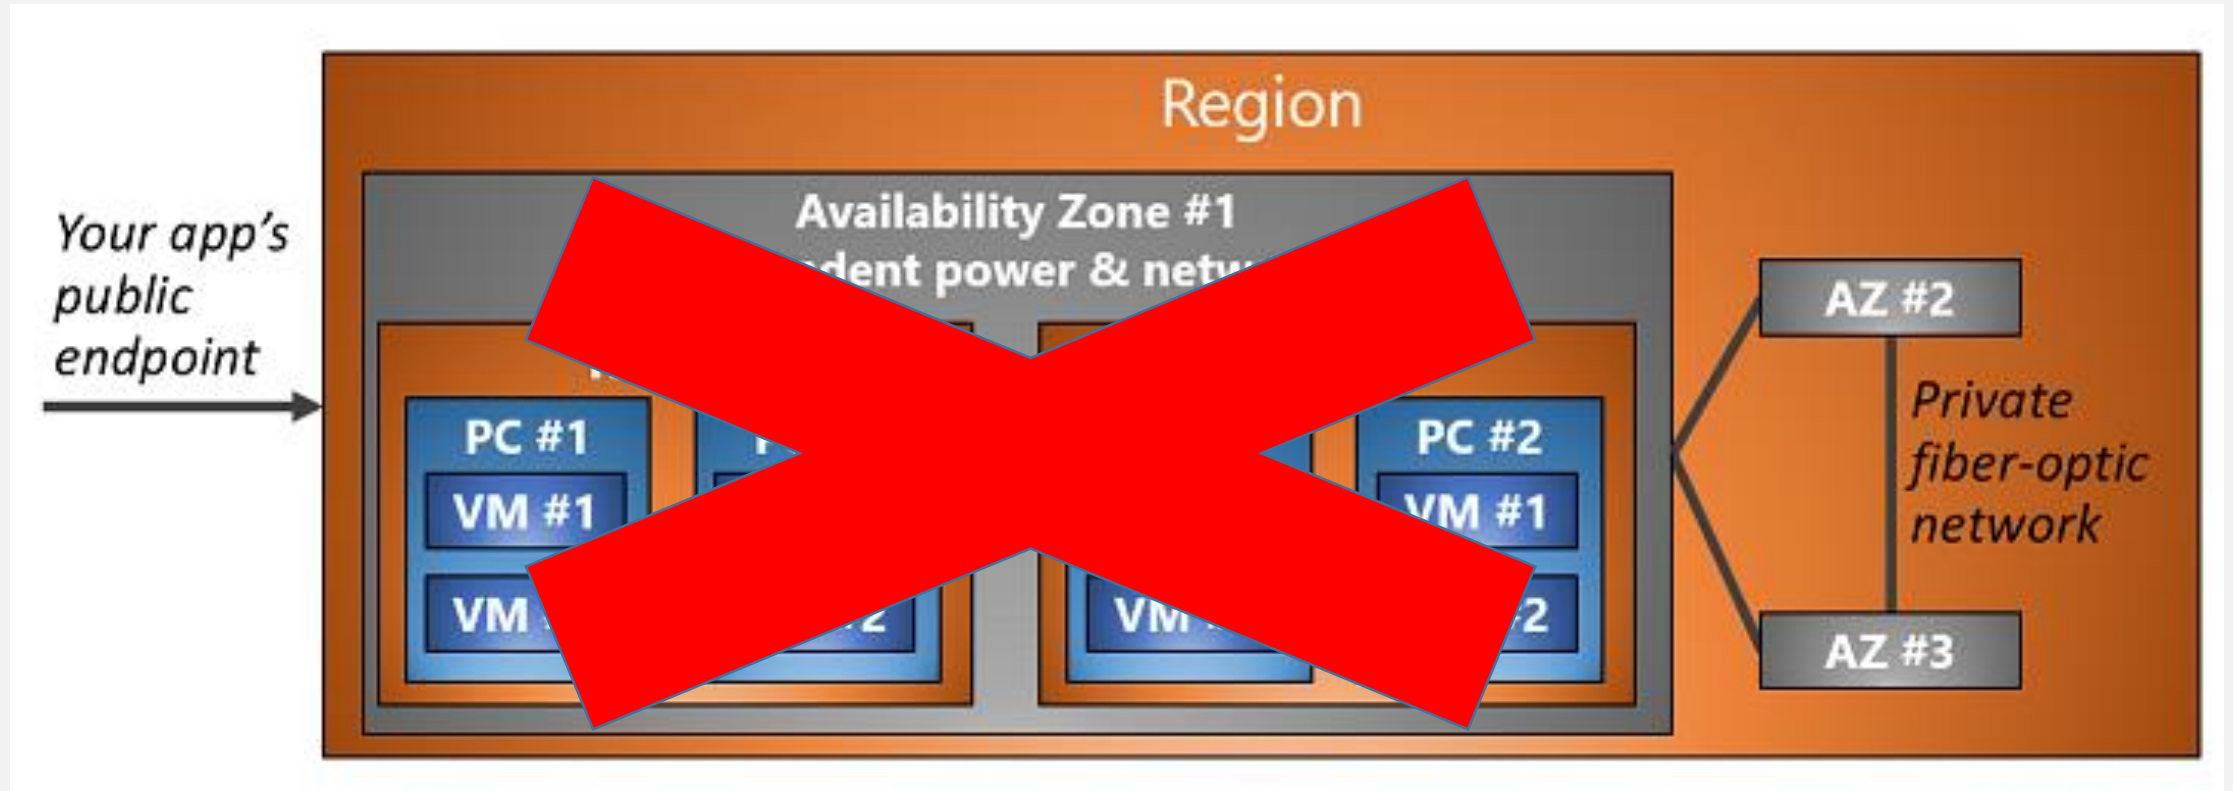 Region
Your app's
public
endpoint
Availability Zone #1
power & netw
PC #1
VM #1
VM
#2
PC #2
VM #1
VM
#2
AZ #2
Private
fiber-optic
network
AZ #3